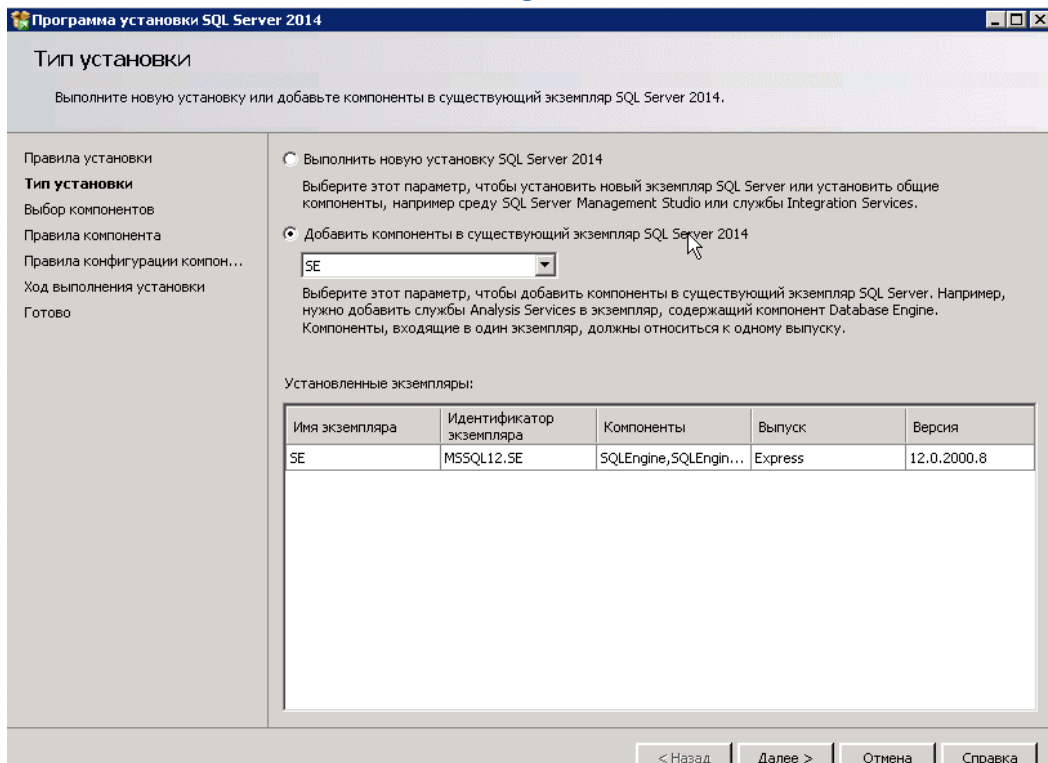 Программа установки SQL Server 2014
Тип установки
Выполните новую установку или добавьте компоненты в существующий экземпляр SQL Server 2014.
Правила установки
Тип установки
Выбор компонентов
Правила компонента
Правила конфигурации компон...
Ход выполнения установки
Готово
Выполнить новую установку SQL Server 2014
Выберите этот параметр, чтобы установить новый экземпляр SQL Server или установить общие
компоненты, например среду SQL Server Management Studio или службы Integration Services.
Добавить компоненты в существующий экземпляр SQL Server 2014
SE
Выберите этот параметр, чтобы добавить компоненты в существующий экземпляр SQL Server. Например,
нужно добавить службы Analysis Services в экземпляр, содержащий компонент Database Engine.
Компоненты, входящие в один экземпляр, должны относиться к одному выпуску.
Установленные экземпляры:
Имя экземпляра Идентификатор экземпляра Компоненты Выпуск Версия
SE MSSQL12.SE SQLEngine,SQLEngin... Express 12.0.2000.8
< Назад Далее > Отмена Справка